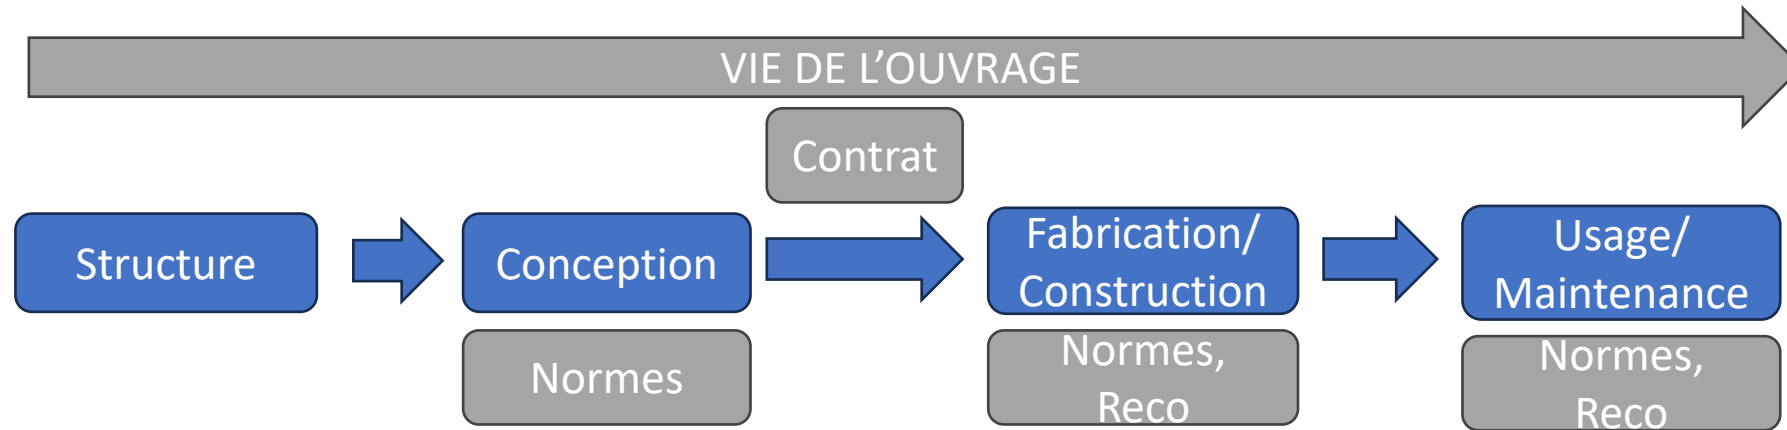 VIE DE L’OUVRAGE
Contrat
Structure
Conception
Fabrication/
Construction
Usage/
Maintenance
Normes
Normes,
Reco
Normes,
Reco